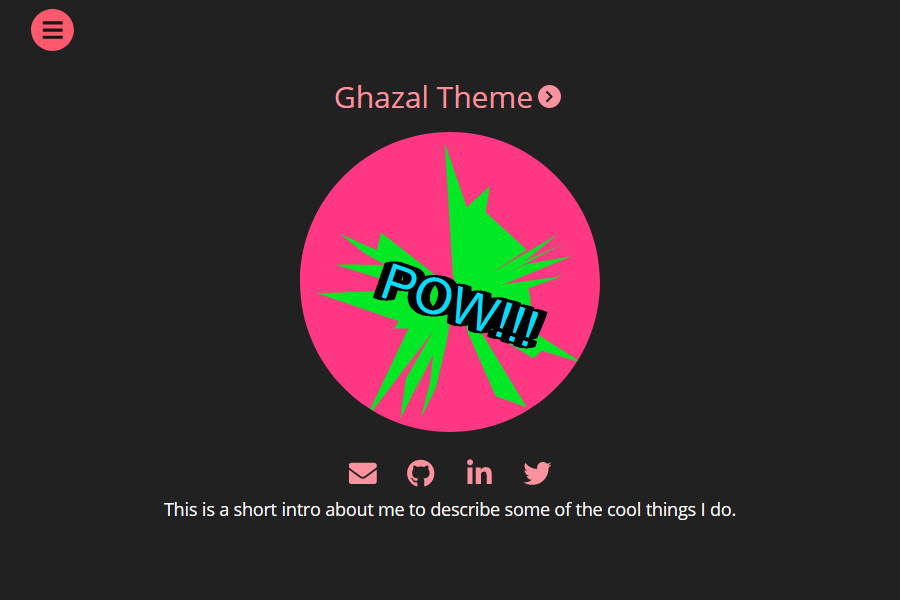 Ghazal Theme
POW!!!
This is a short intro about me to describe some of the cool things I do.